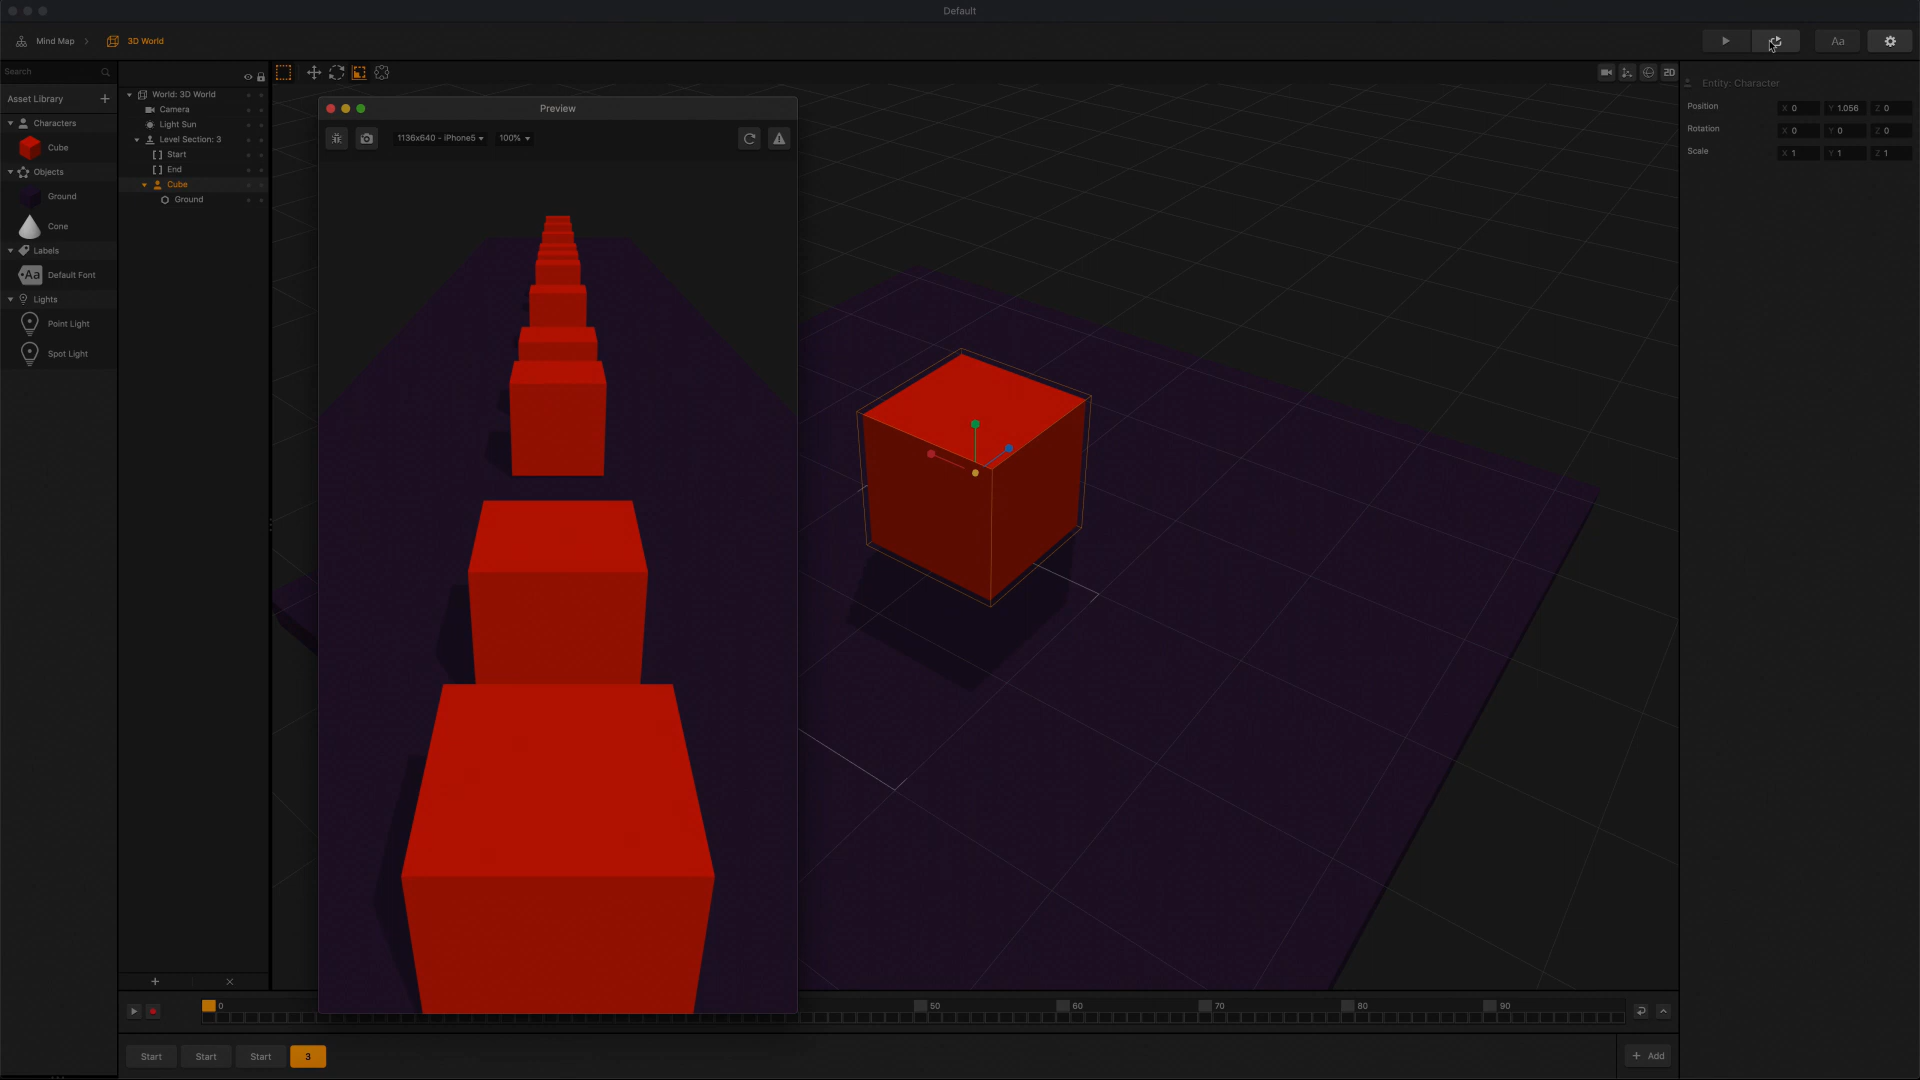 Default
Mind Map
3D World
Aa
Search
Asset Library
Characters
Cube
Objects
Ground
Cone
Labels
Aa
Default Font
Lights
Point Light
Spot Light
World: 3D World
Camera
Light Sun
Level Section: 3
Start
End
Cube
Ground
2D
Preview
1136x640 - iPhone5
100%
Entity: Character
Position
X 0
Y 1.056
Z 0
Rotation
X 0
Y 0
Z 0
Scale
X 1
Y 1
Z 1
0
50
60
70
80
90
Start
Start
Start
3
+ Add